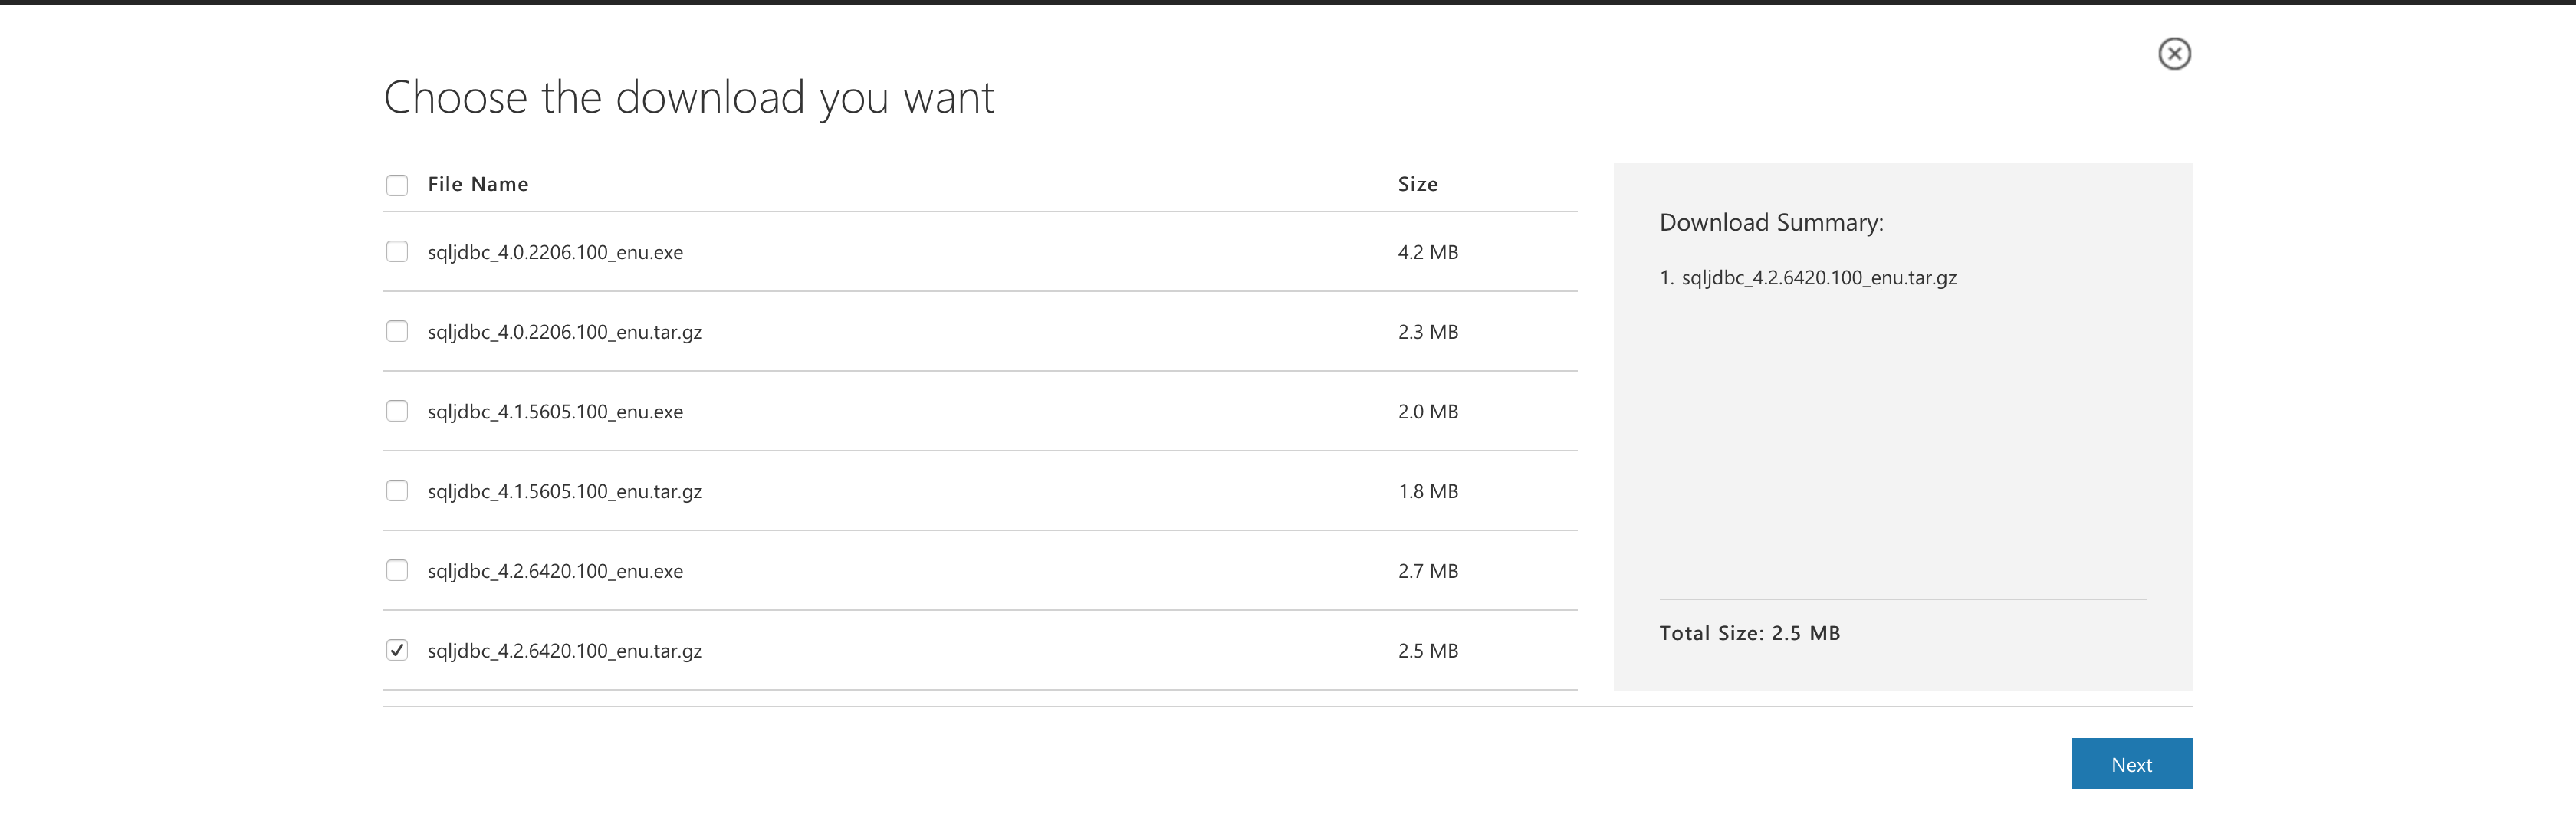 Choose the download you want
File Name Size
sqljdbc_4.0.2206.100_enu.exe 4.2 MB
sqljdbc_4.0.2206.100_enu.tar.gz 2.3 MB
sqljdbc_4.1.5605.100_enu.exe 2.0 MB
sqljdbc_4.1.5605.100_enu.tar.gz 1.8 MB
sqljdbc_4.2.6420.100_enu.exe 2.7 MB
sqljdbc_4.2.6420.100_enu.tar.gz 2.5 MB
Download Summary:
1. sqljdbc_4.2.6420.100_enu.tar.gz
Total Size: 2.5 MB
Next